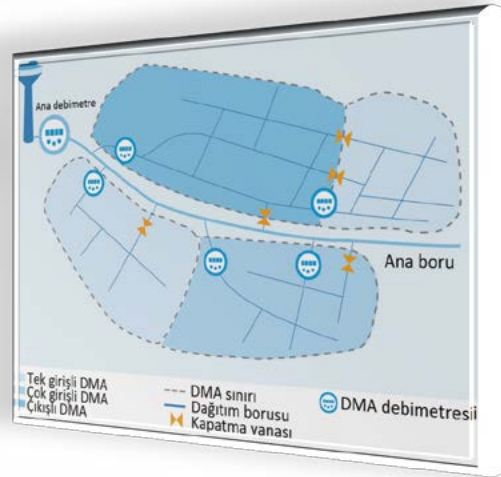 Ana debimetre
Ana boru
Tek girişli DMA
Çok girişli DMA
Çıkışlı DMA
DMA sınırı
Dağıtım borusu
Kapatma vanası
DMA debimetresii